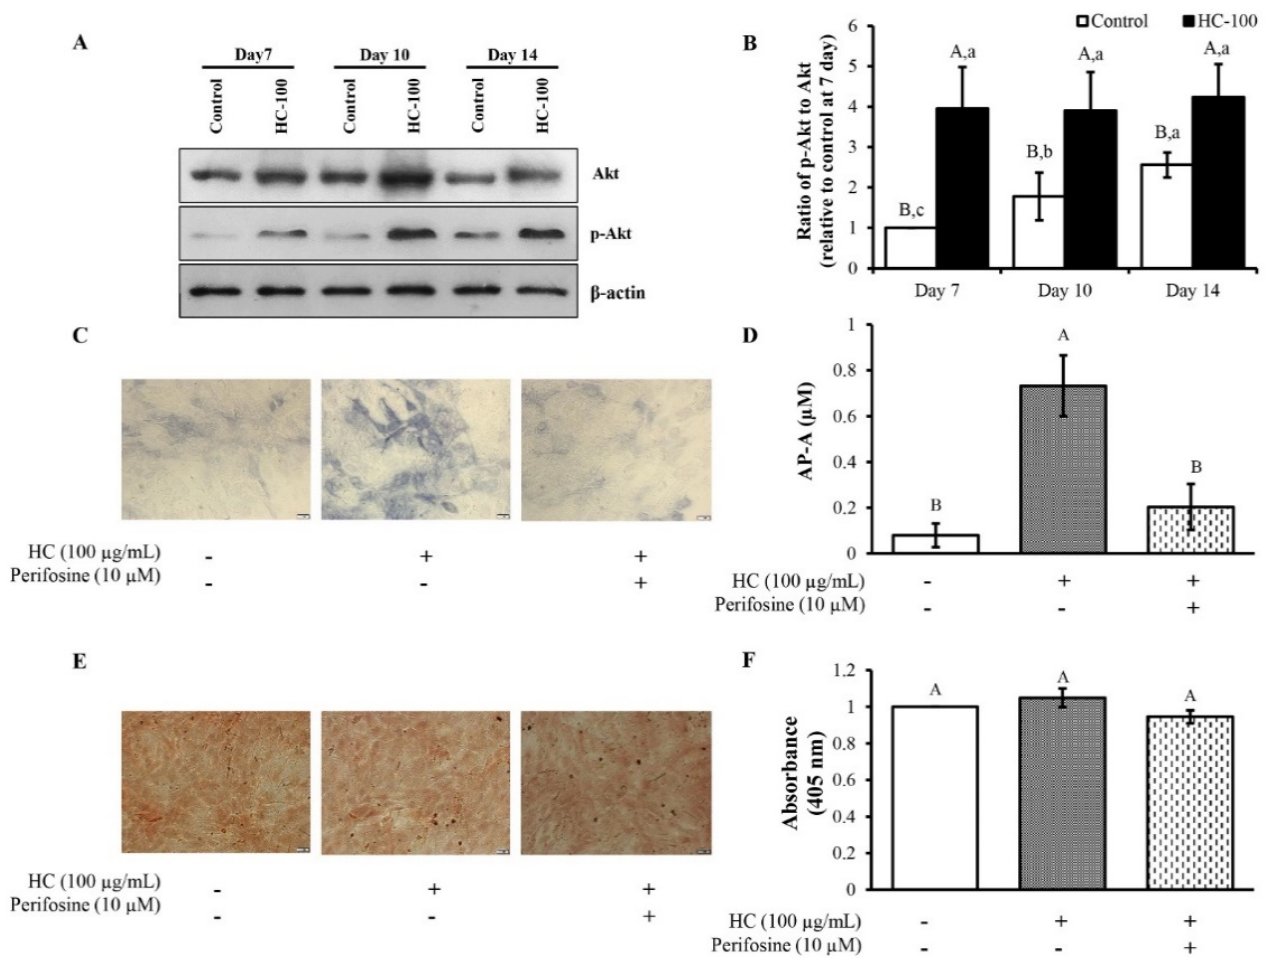 A
Day7
Day 10
Day 14
Control
HC-100
Control
HC-100
Control
HC-100
Akt
p-Akt
β-actin
B
Control
HC-100
Ratio of p-Akt to Akt
(relative to control at 7 day)
6
5
4
3
2
1
0
B,c
A,a
B,b
A,a
B,a
A,a
Day 7
Day 10
Day 14
C
HC (100 µg/mL) - + +
Perifosine (10 µM) - - +
D
AP-A (µM)
1
0.8
0.6
0.4
0.2
0
B
A
B
HC (100 µg/mL) - + +
Perifosine (10 µM) - - +
E
HC (100 µg/mL) - + +
Perifosine (10 µM) - - +
F
Absorbance
(405 nm)
1.2
1
0.8
0.6
0.4
0.2
0
A
A
A
HC (100 µg/mL) - + +
Perifosine (10 µM) - - +